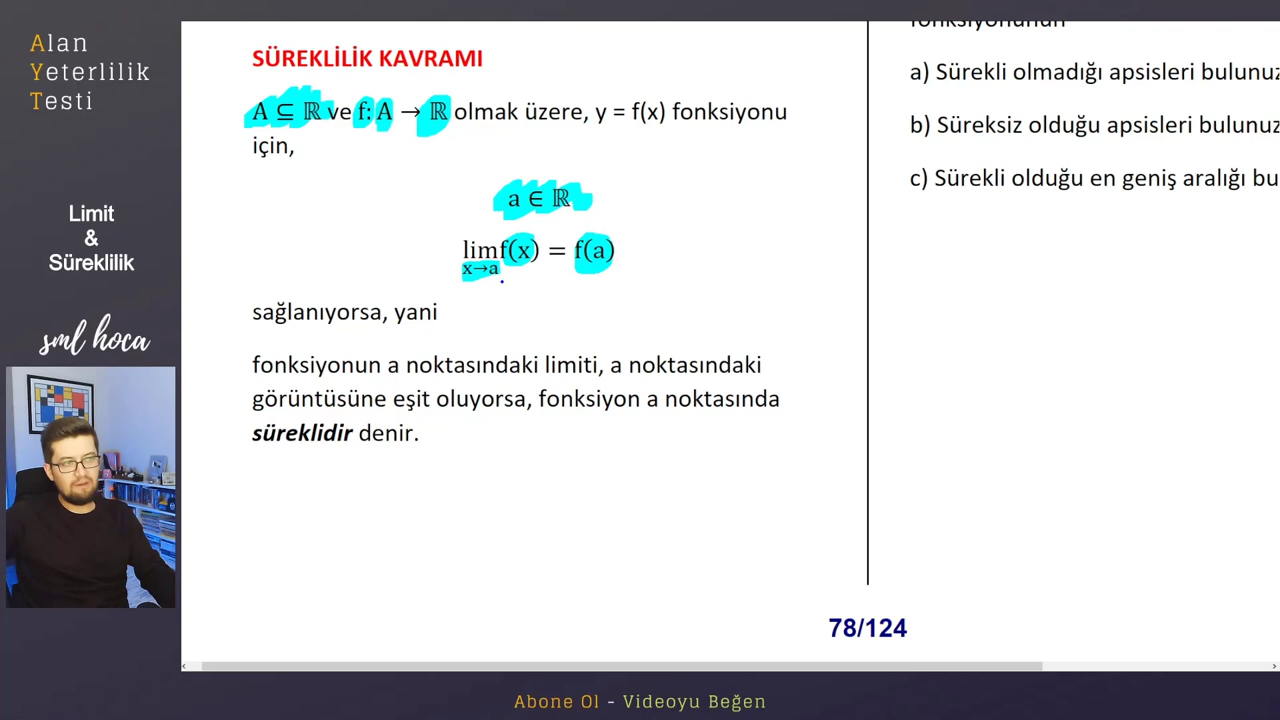 Alan
Yeterlilik
Testi
Limit
&
Süreklilik
sml hoca
SÜREKLİLİK KAVRAMI
A ⊆ ℝ ve f: A → ℝ olmak üzere, y = f(x) fonksiyonu
için,
a ∈ ℝ
lim f(x) = f(a)
x→a
sağlanıyorsa, yani
fonksiyonun a noktasındaki limiti, a noktasındaki
görüntüsüne eşit oluyorsa, fonksiyon a noktasında
süreklidir denir.
fonksiyonun
a) Sürekli olmadığı apsisleri bulunuz
b) Süreksiz olduğu apsisleri bulunuz
c) Sürekli olduğu en geniş aralığı bu
78/124
Abone Ol - Videoyu Beğen